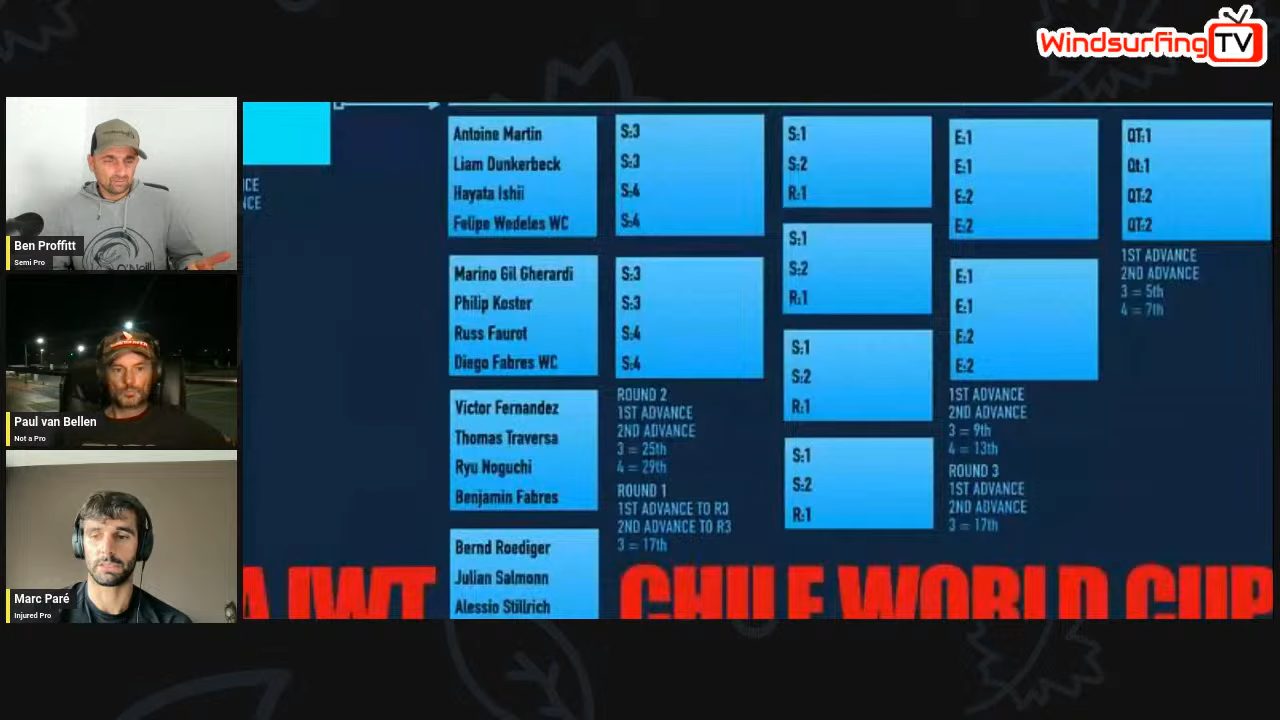 Windsurfing TV
Ben Proffitt
Semi Pro
Paul van Bellen
Not a Pro
Marc Paré
Injured Pro
O'Neill
CE
CE
Antoine Martin
Liam Dunkerbeck
Hayata Ishii
Felipe Wedeles WC
Marino Gil Gherardi
Philip Koster
Russ Faurot
Diego Fabres WC
Victor Fernandez
Thomas Traversa
Ryu Noguchi
Benjamin Fabres
Bernd Roediger
Julian Salmonn
Alessio Stillrich
S:3
S:3
S:4
S:4
S:3
S:3
S:4
S:4
ROUND 2
1ST ADVANCE
2ND ADVANCE
3 = 25th
4 = 29th
ROUND 1
1ST ADVANCE TO R3
2ND ADVANCE TO R3
3 = 17th
S:1
S:2
R:1
S:1
S:2
R:1
S:1
S:2
R:1
S:1
S:2
R:1
E:1
E:1
E:2
E:2
E:1
E:1
E:2
E:2
1ST ADVANCE
2ND ADVANCE
3 = 9th
4 = 13th
ROUND 3
1ST ADVANCE
2ND ADVANCE
3 = 17th
QT:1
Qt:1
QT:2
QT:2
1ST ADVANCE
2ND ADVANCE
3 = 5th
4 = 7th
IWT
CHILE WORLD CUP